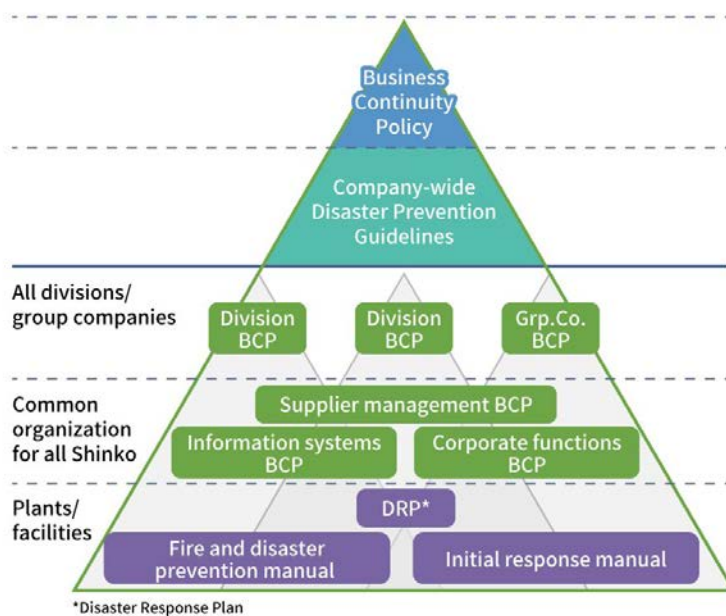 Business
Continuity
Policy
Company-wide
Disaster Prevention
Guidelines
All divisions/
group companies
Division
BCP
Division
BCP
Grp.Co.
BCP
Common
organization
for all Shinko
Supplier management BCP
Information systems
BCP
Corporate functions
BCP
Plants/
facilities
DRP*
Fire and disaster
prevention manual
Initial response manual
*Disaster Response Plan